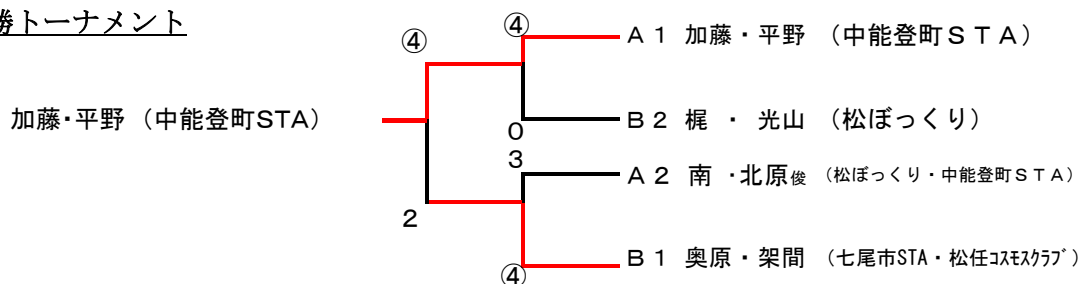 勝トーナメント
④
④
A 1 加藤・平野 （中能登町ＳＴＡ）
加藤・平野 （中能登町STA）
0
B 2 梶 ・ 光山 （松ぼっくり）
3
A 2 南 ・北原俊 （松ぼっくり・中能登町ＳＴＡ）
2
B 1 奥原・架間 （七尾市STA・松任ｺｽﾓｽｸﾗﾌﾞ）
④